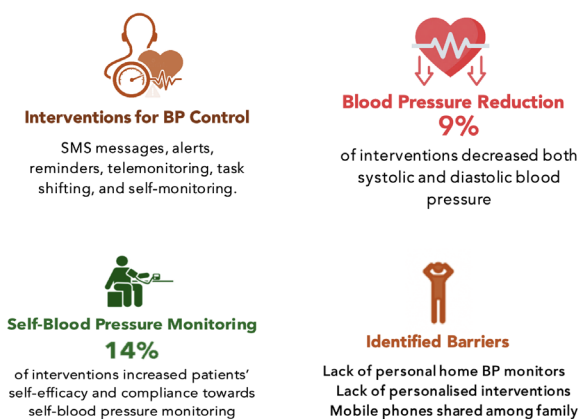 Interventions for BP Control
SMS messages, alerts,
reminders, telemonitoring, task
shifting, and self-monitoring.
Blood Pressure Reduction
9%
of interventions decreased both
systolic and diastolic blood
pressure
Self-Blood Pressure Monitoring
14%
of interventions increased patients’
self-efficacy and compliance towards
self-blood pressure monitoring
Identified Barriers
Lack of personal home BP monitors
Lack of personalised interventions
Mobile phones shared among family